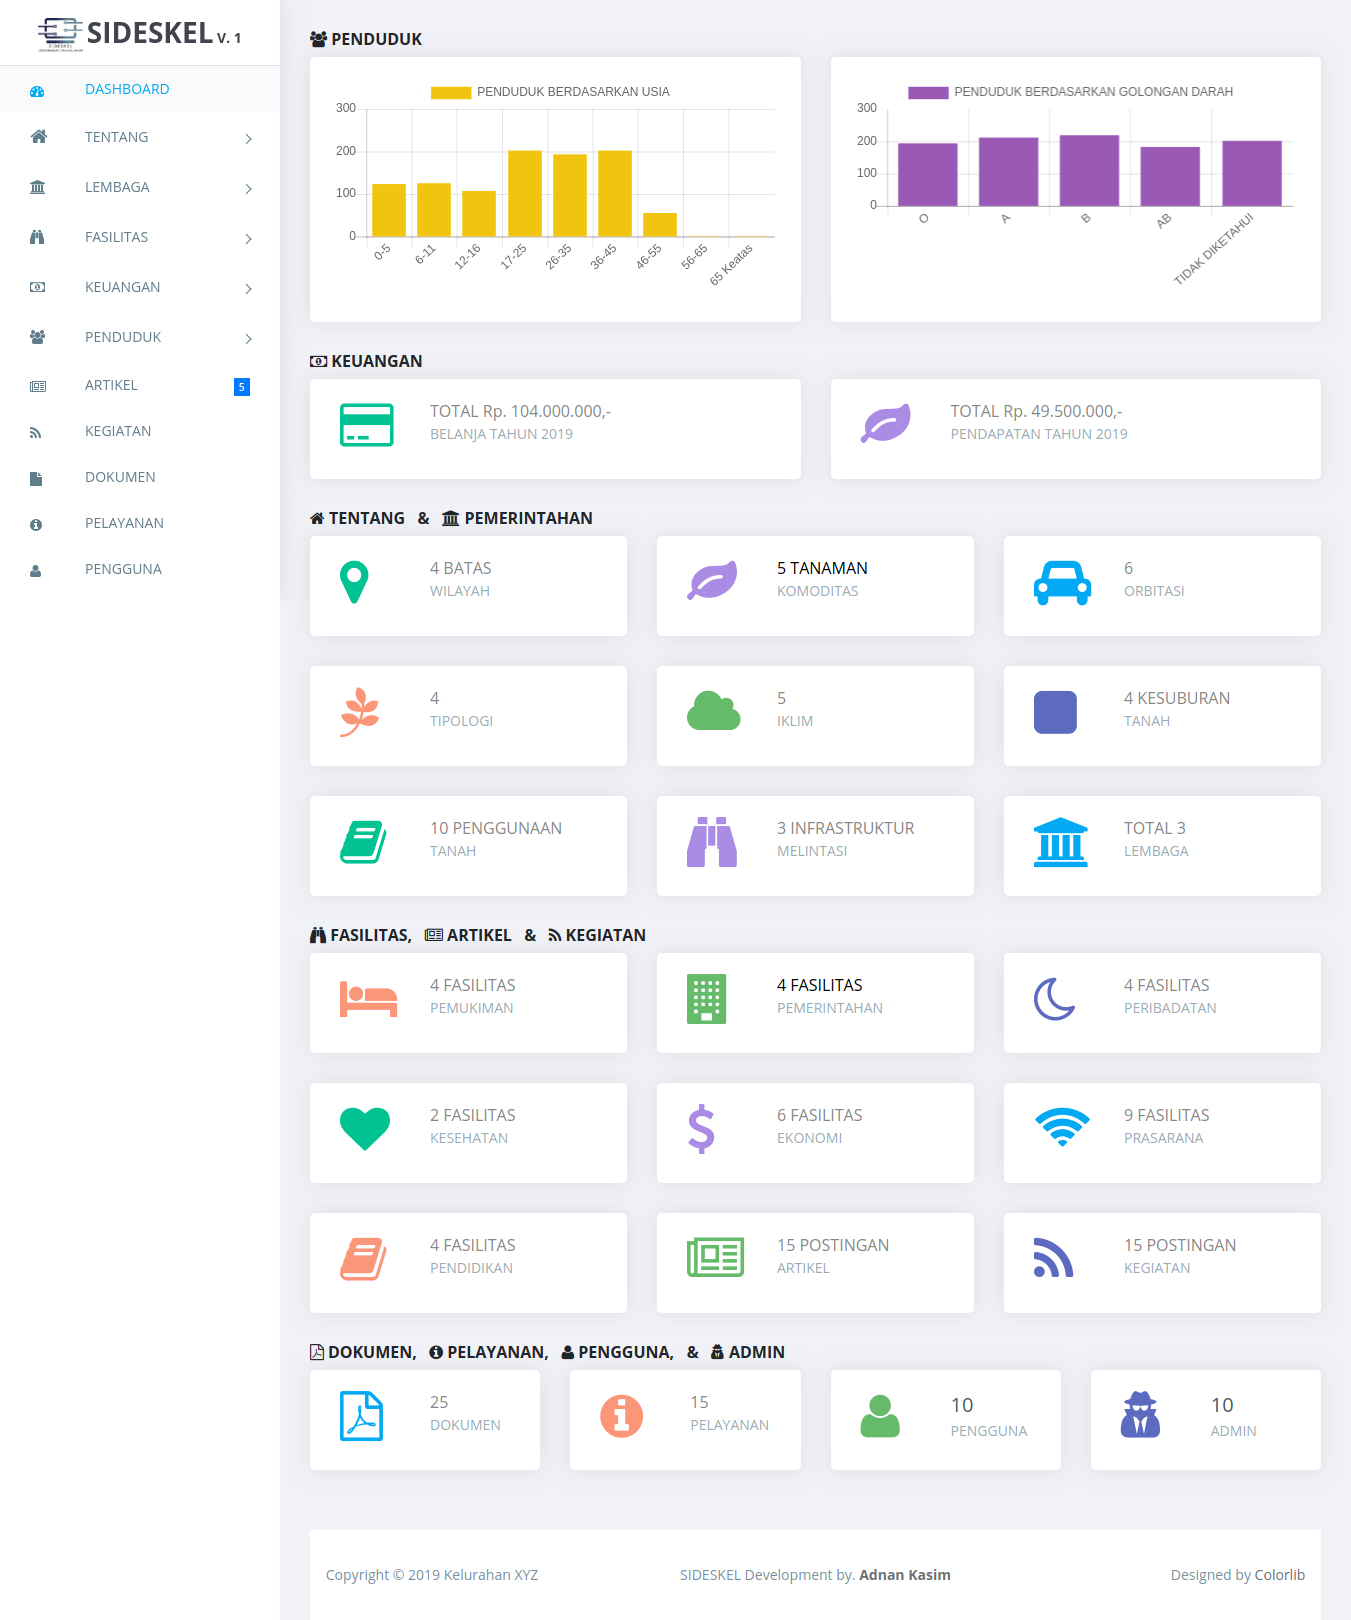 SIDESKEL V. 1
DASHBOARD
TENTANG
LEMBAGA
FASILITAS
KEUANGAN
PENDUDUK
ARTIKEL 5
KEGIATAN
DOKUMEN
PELAYANAN
PENGGUNA
PENDUDUK
PENDUDUK BERDASARKAN USIA
300
200
100
0
0-5 6-11 12-16 17-25 26-35 36-45 46-55 56-65 65 Keatas
PENDUDUK BERDASARKAN GOLONGAN DARAH
300
200
100
0
O A B AB TIDAK DIKETAHUI
KEUANGAN
TOTAL Rp. 104.000.000,-
BELANJA TAHUN 2019
TOTAL Rp. 49.500.000,-
PENDAPATAN TAHUN 2019
TENTANG & PEMERINTAHAN
4 BATAS
WILAYAH
5 TANAMAN
KOMODITAS
6
ORBITASI
4
TIPOLOGI
5
IKLIM
4 KESUBURAN
TANAH
10 PENGGUNAAN
TANAH
3 INFRASTRUKTUR
MELINTASI
TOTAL 3
LEMBAGA
FASILITAS, ARTIKEL & KEGIATAN
4 FASILITAS
PEMUKIMAN
4 FASILITAS
PEMERINTAHAN
4 FASILITAS
PERIBADATAN
2 FASILITAS
KESEHATAN
6 FASILITAS
EKONOMI
9 FASILITAS
PRASARANA
4 FASILITAS
PENDIDIKAN
15 POSTINGAN
ARTIKEL
15 POSTINGAN
KEGIATAN
DOKUMEN, PELAYANAN, PENGGUNA, & ADMIN
25
DOKUMEN
15
PELAYANAN
10
PENGGUNA
10
ADMIN
Copyright © 2019 Kelurahan XYZ
SIDESKEL Development by. Adnan Kasim
Designed by Colorlib